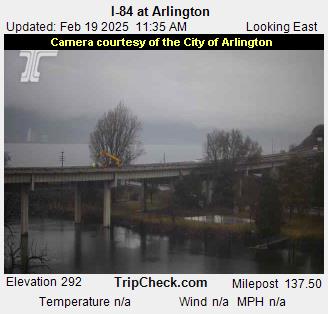 I-84 at Arlington
Updated: Feb 19 2025 11:35 AM Looking East
Camera courtesy of the City of Arlington
Elevation 292 TripCheck.com Milepost 137.50
Temperature n/a Wind n/a MPH n/a